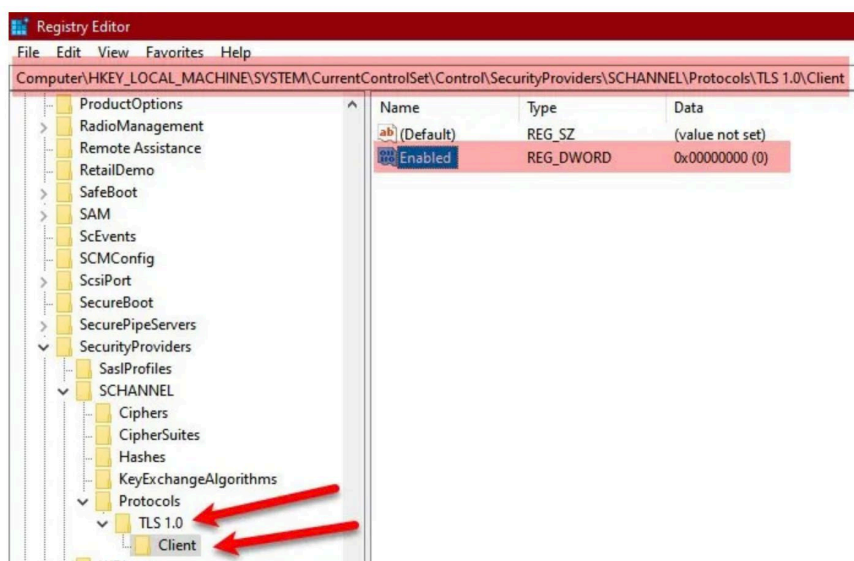 Registry Editor
File Edit View Favorites Help
Computer\HKEY_LOCAL_MACHINE\SYSTEM\CurrentControlSet\Control\SecurityProviders\SCHANNEL\Protocols\TLS 1.0\Client
ProductOptions
RadioManagement
Remote Assistance
RetailDemo
SafeBoot
SAM
ScEvents
SCMConfig
ScsiPort
SecureBoot
SecurePipeServers
SecurityProviders
SaslProfiles
SCHANNEL
Ciphers
CipherSuites
Hashes
KeyExchangeAlgorithms
Protocols
TLS 1.0
Client
Name Type Data
(Default) REG_SZ (value not set)
Enabled REG_DWORD 0x00000000 (0)